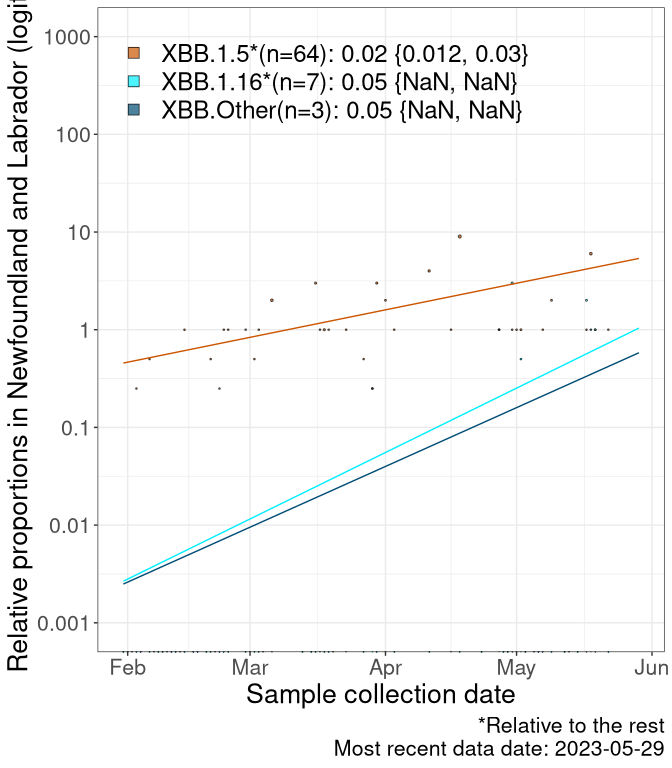 XBB.1.5*(n=64): 0.02 {0.012, 0.03}
XBB.1.16*(n=7): 0.05 {NaN, NaN}
XBB.Other(n=3): 0.05 {NaN, NaN}
1000
100
10
1
0.1
0.01
0.001
Relative proportions in Newfoundland and Labrador (logit
Feb Mar Apr May Jun
Sample collection date
*Relative to the rest
Most recent data date: 2023-05-29